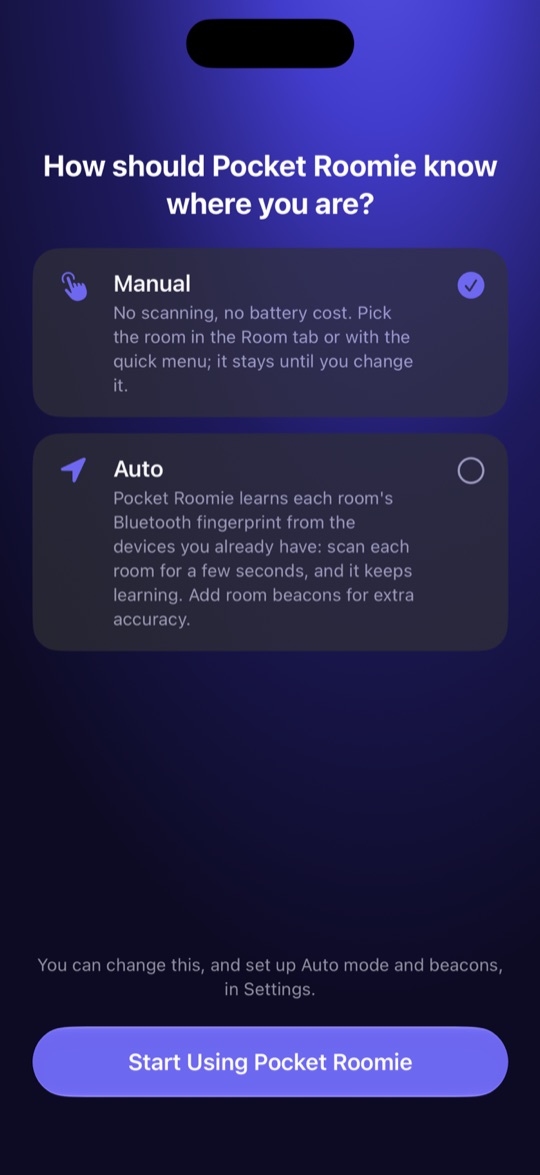 How should Pocket Roomie know
where you are?
Manual
No scanning, no battery cost. Pick
the room in the Room tab or with the
quick menu; it stays until you change
it.
Auto
Pocket Roomie learns each room's
Bluetooth fingerprint from the
devices you already have: scan each
room for a few seconds, and it keeps
learning. Add room beacons for extra
accuracy.
You can change this, and set up Auto mode and beacons,
in Settings.
Start Using Pocket Roomie